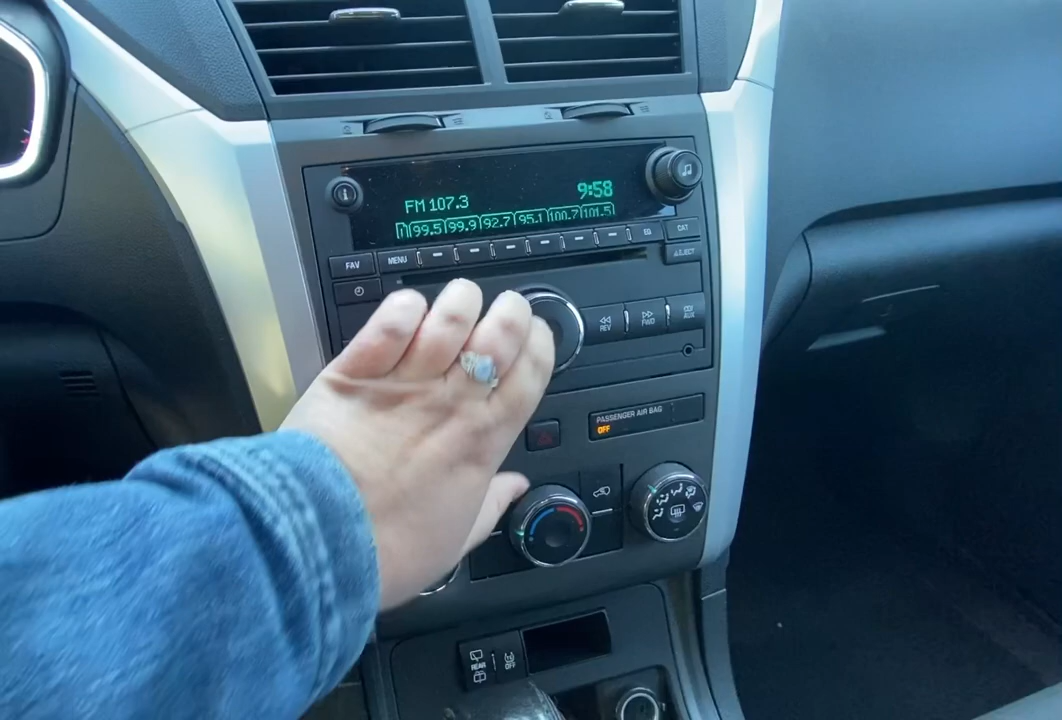 FM 107.3
9:58
99.5 99.9 92.7 95.1 100.7 101.5
FAV
MENU
EQ
CAT
REV
FWD
CD/
AUX
PASSENGER AIR BAG
OFF
REAR
OFF